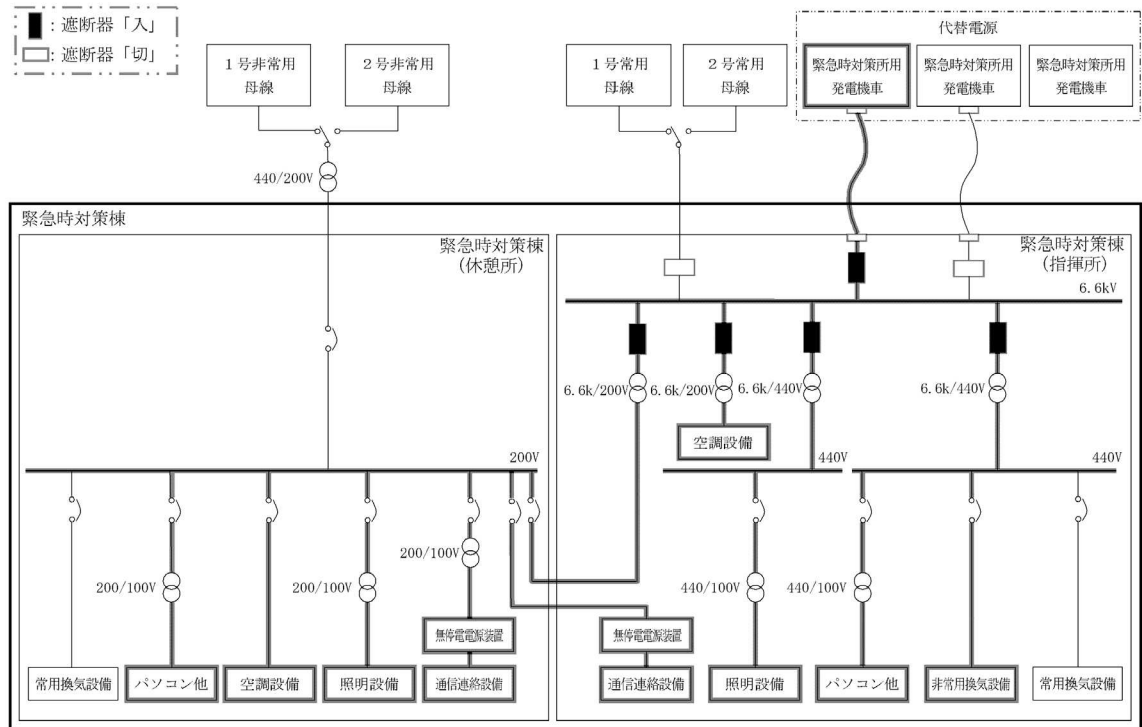 ：遮断器「入」
：遮断器「切」
1号非常用
母線
2号非常用
母線
1号常用
母線
2号常用
母線
代替電源
緊急時対策所用
発電機車
緊急時対策所用
発電機車
緊急時対策所用
発電機車
440/200V
緊急時対策棟
緊急時対策棟
(休憩所)
緊急時対策棟
(指揮所)
6.6kV
6.6k/200V
6.6k/200V
6.6k/440V
6.6k/440V
空調設備
200V
440V
440V
200/100V
200/100V
200/100V
440/100V
440/100V
無停電電源装置
無停電電源装置
常用換気設備
パソコン他
空調設備
照明設備
通信連絡設備
通信連絡設備
照明設備
パソコン他
非常用換気設備
常用換気設備